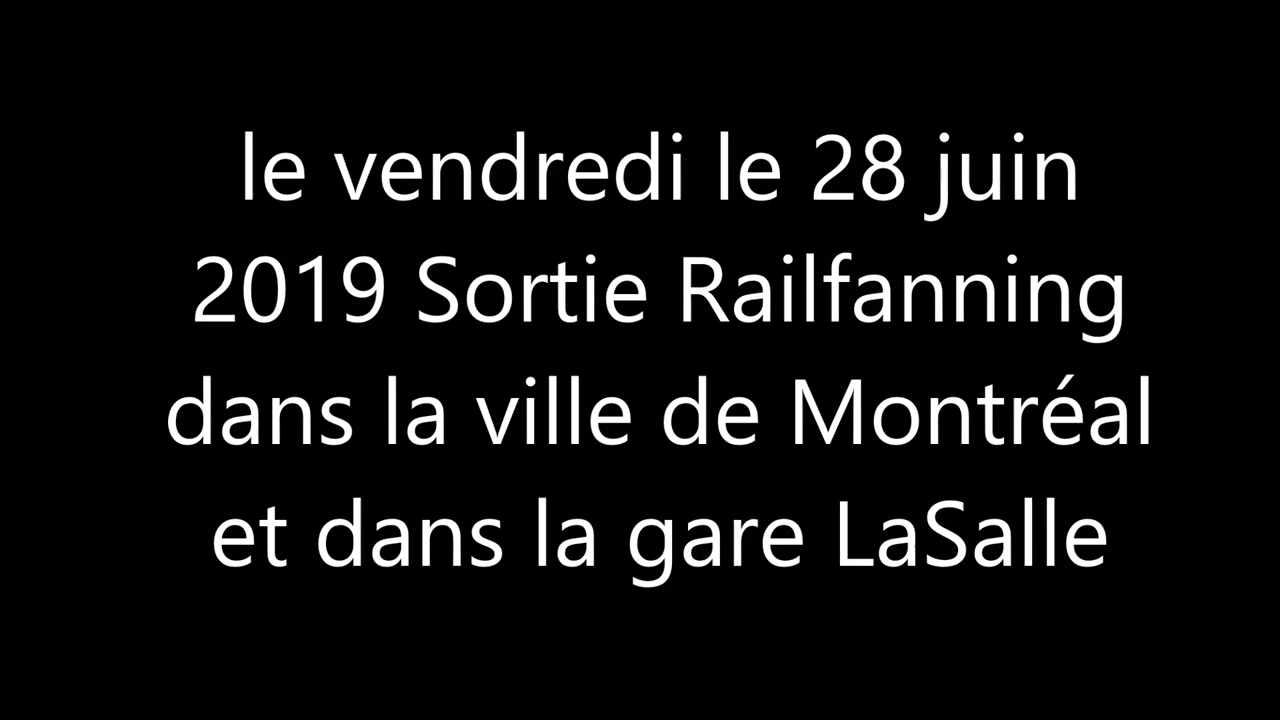 le vendredi le 28 juin
2019 Sortie Railfanning
dans la ville de Montréal
et dans la gare LaSalle